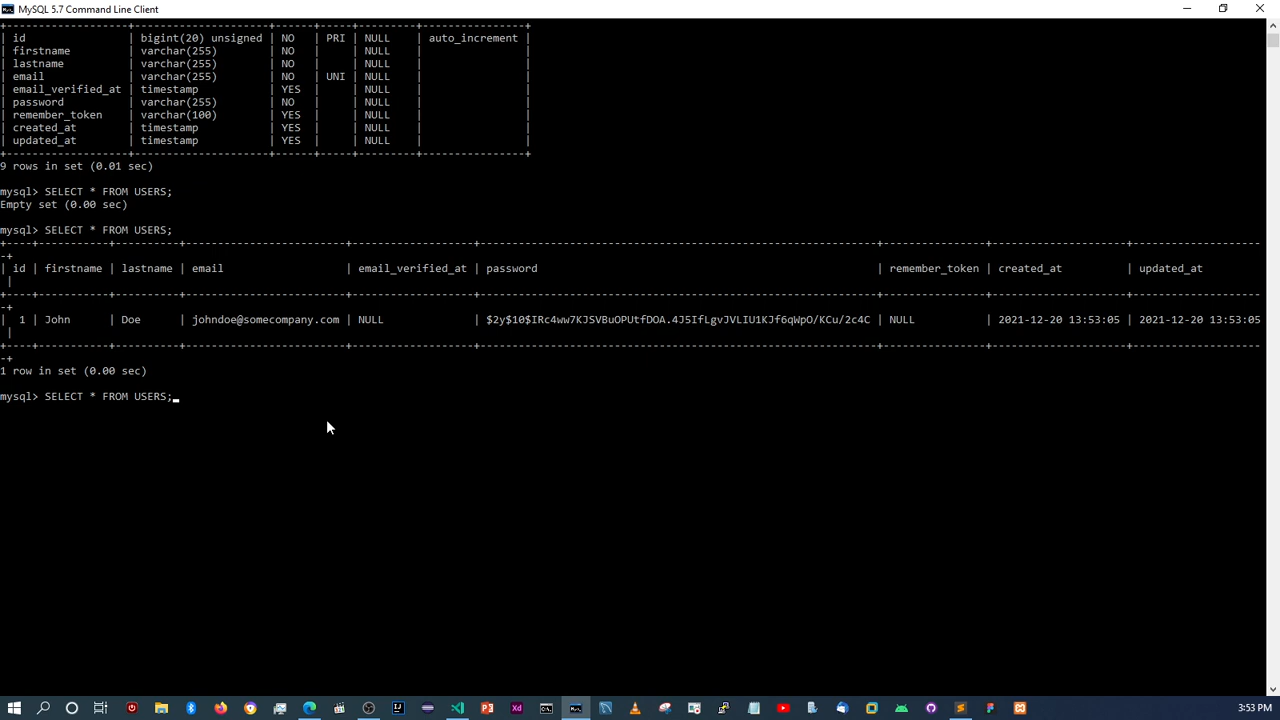 MySQL 5.7 Command Line Client
+--------------------+---------------------+------+-----+---------+----------------+
| id | bigint(20) unsigned | NO | PRI | NULL | auto_increment |
| firstname | varchar(255) | NO | | NULL | |
| lastname | varchar(255) | NO | | NULL | |
| email | varchar(255) | NO | UNI | NULL | |
| email_verified_at | timestamp | YES | | NULL | |
| password | varchar(255) | NO | | NULL | |
| remember_token | varchar(100) | YES | | NULL | |
| created_at | timestamp | YES | | NULL | |
| updated_at | timestamp | YES | | NULL | |
+--------------------+---------------------+------+-----+---------+----------------+
9 rows in set (0.01 sec)
mysql> SELECT * FROM USERS;
Empty set (0.00 sec)
mysql> SELECT * FROM USERS;
| id | firstname | lastname | email | email_verified_at | password | remember_token | created_at | updated_at
|
| 1 | John | Doe | johndoe@somecompany.com | NULL | $2y$10$IRc4ww7KJSVBuOPUtfDOA.4J5IfLgvJVLIU1KJf6qWpO/KCu/2c4C | NULL | 2021-12-20 13:53:05 | 2021-12-20 13:53:05
|
1 row in set (0.00 sec)
mysql> SELECT * FROM USERS;
3:53 PM